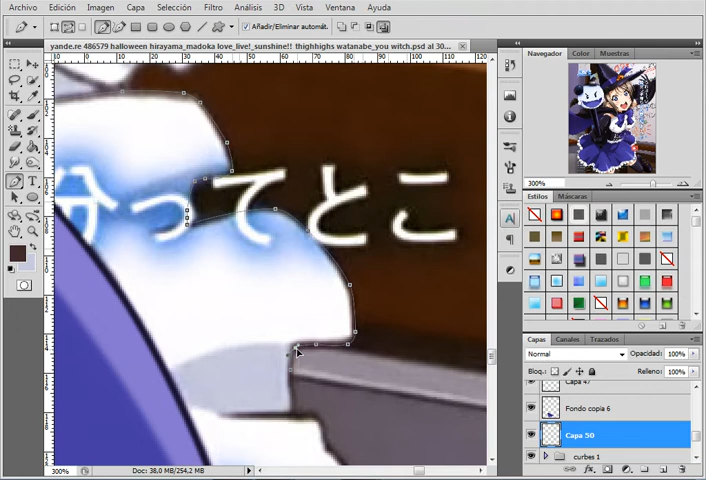 Archivo Edición Imagen Capa Selección Filtro Análisis 3D Vista Ventana Ayuda
Añadir/Eliminar automát.
yande.re 486579 halloween hirayama_madoka love_live!_sunshine!! thighhighs watanabe_you witch.psd al 30...
Navegador Color Muestras
300%
Estilos Máscaras
分ってとこ
Capas Canales Trazados
Normal Opacidad: 100%
Bloq.: Relleno: 100%
Capa 47
Fondo copia 6
Capa 50
curbes 1
300% Doc: 38,0 MB/254,2 MB